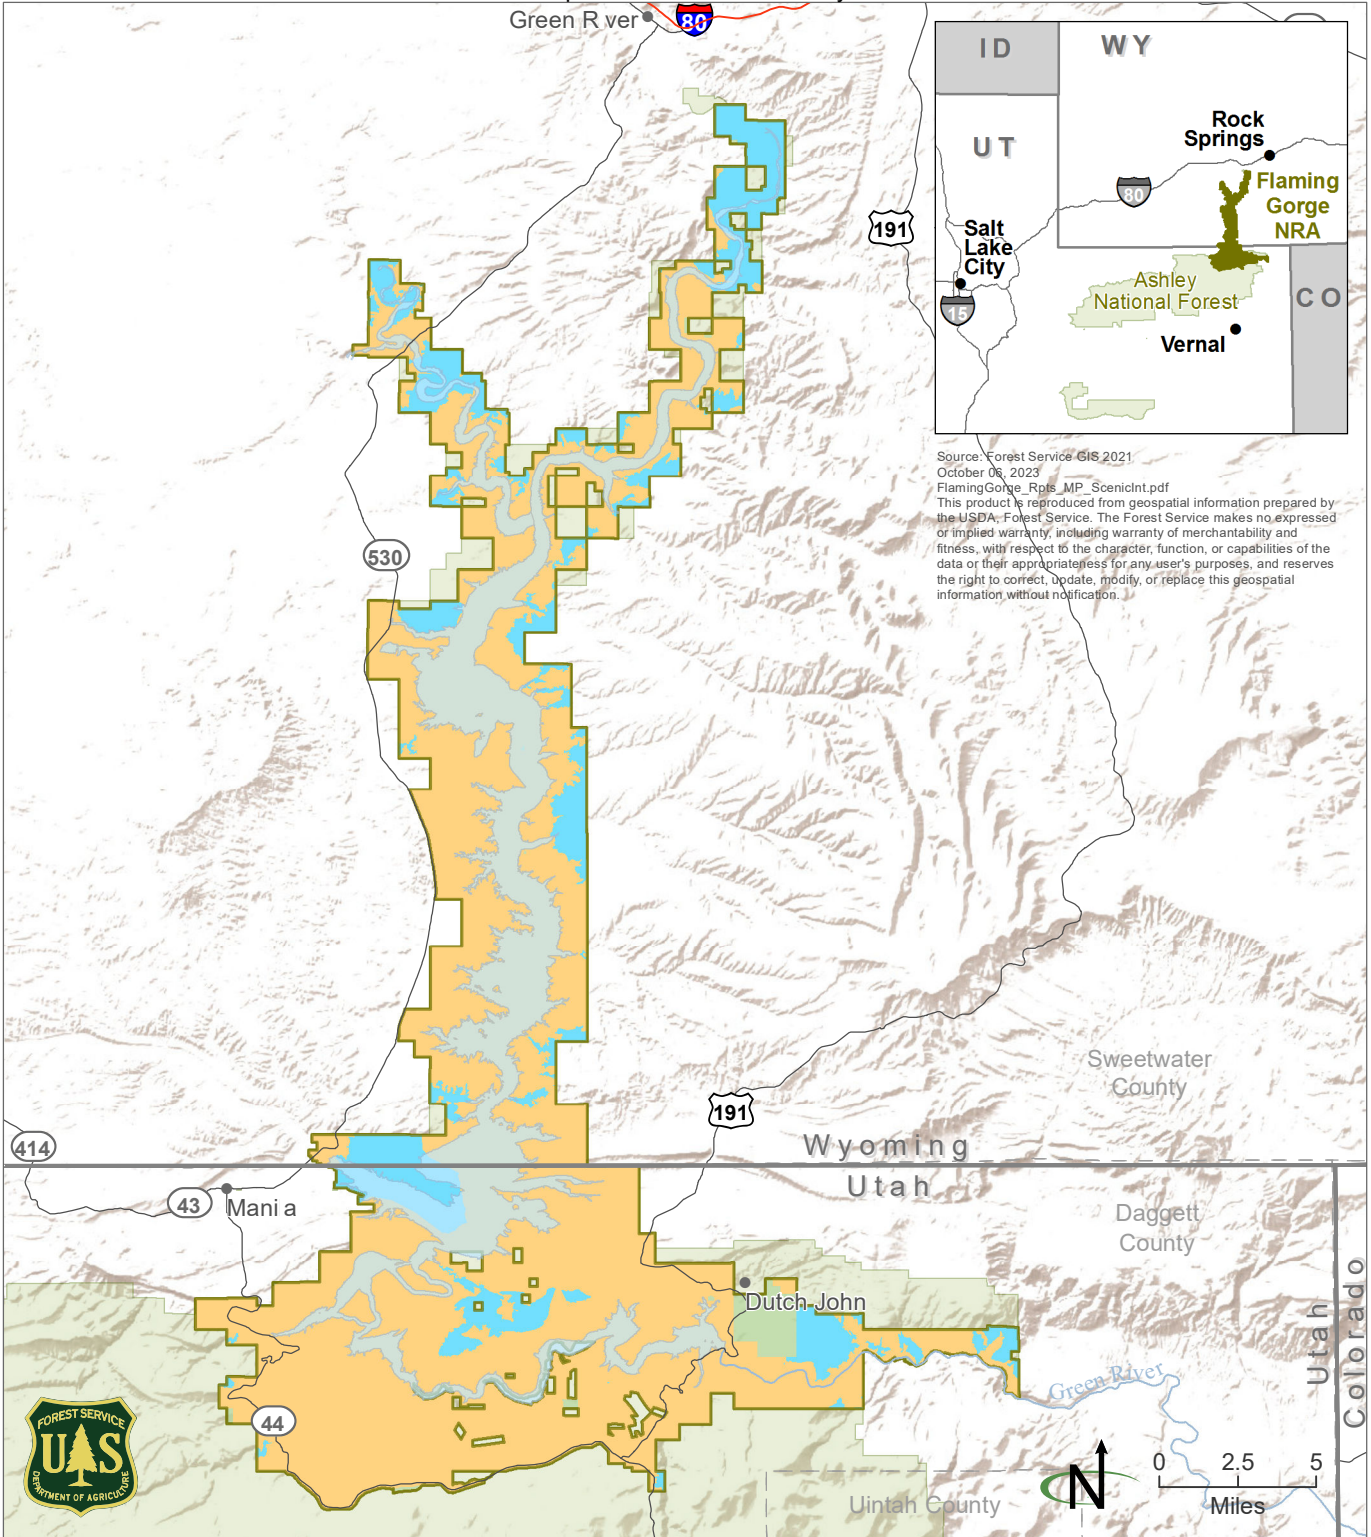 Green R ver
80
ID
WY
UT
Rock
Springs
80
Flaming
Gorge
NRA
Salt
Lake
City
Ashley
National Forest
CO
15
Vernal
191
Source: Forest Service GIS 2021
October 06, 2023
FlamingGorge_Rpts_MP_ScenicInt.pdf
This product is reproduced from geospatial information prepared by
the USDA, Forest Service. The Forest Service makes no expressed
or implied warranty, including warranty of merchantability and
fitness, with respect to the character, function, or capabilities of the
data or their appropriateness for any user's purposes, and reserves
the right to correct, update, modify, or replace this geospatial
information without notification.
530
Sweetwater
County
191
414
Wyoming
Utah
43
Mani a
Daggett
County
Dutch John
Utah
Colorado
Green River
FOREST SERVICE
U S
DEPARTMENT OF AGRICULTURE
44
N
0 2.5 5
Miles
Uintah County